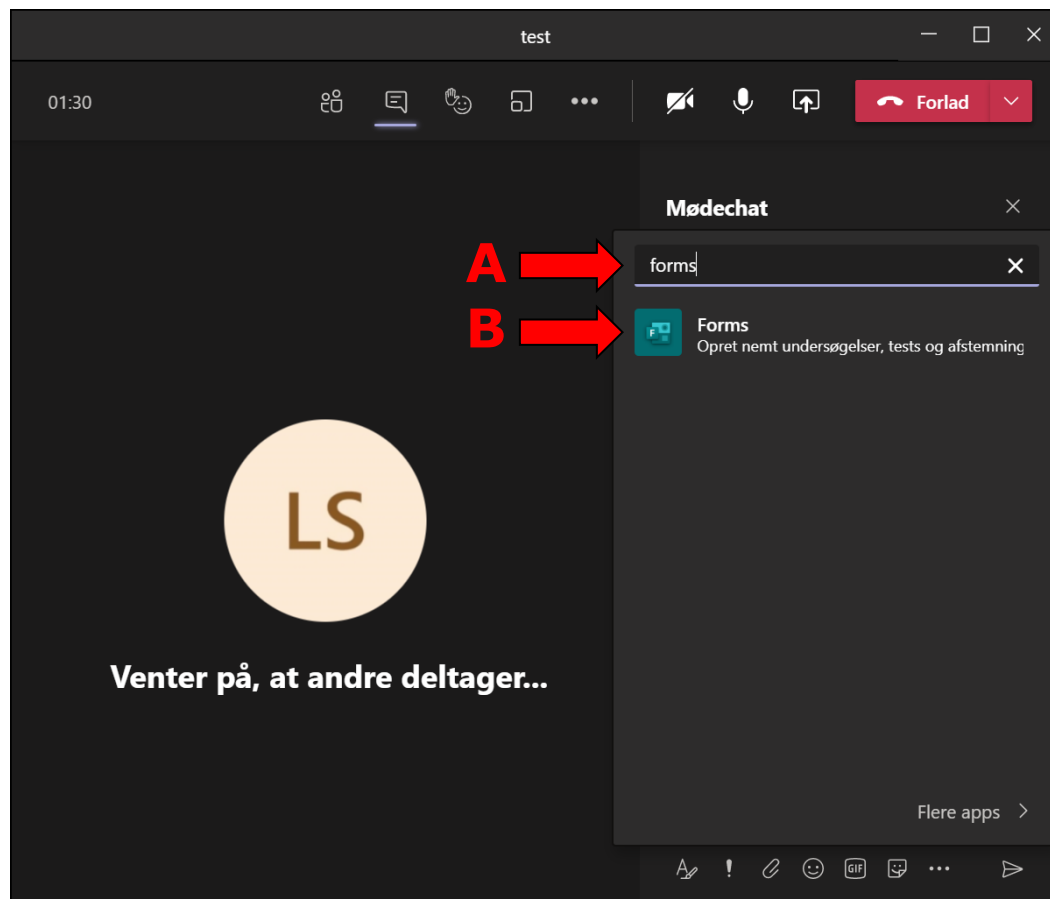 test
01:30
Forlad
Mødechat
A
forms
B
F
Forms
Opret nemt undersøgelser, tests og afstemning
LS
Venter på, at andre deltager...
Flere apps
GIF